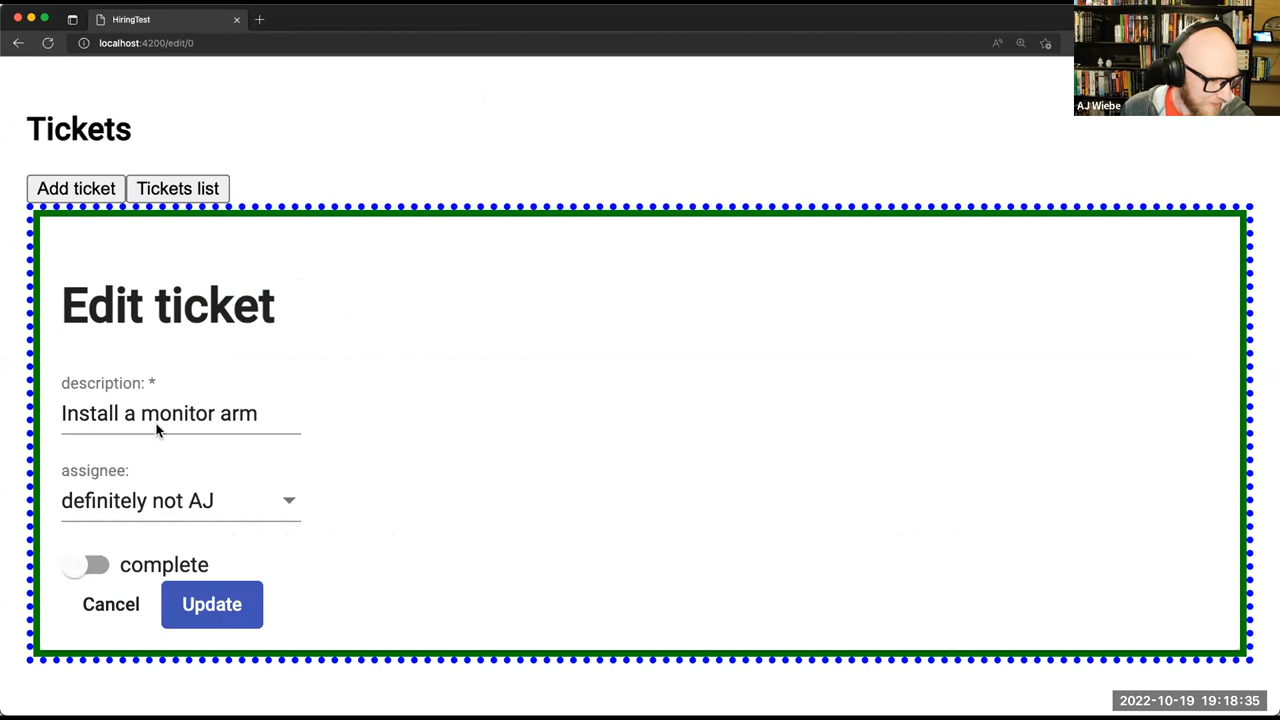 HiringTest
localhost:4200/edit/0
AJ Wiebe
Tickets
Add ticket
Tickets list
Edit ticket
description: *
Install a monitor arm
assignee:
definitely not AJ
complete
Cancel
Update
2022-10-19 19:18:35